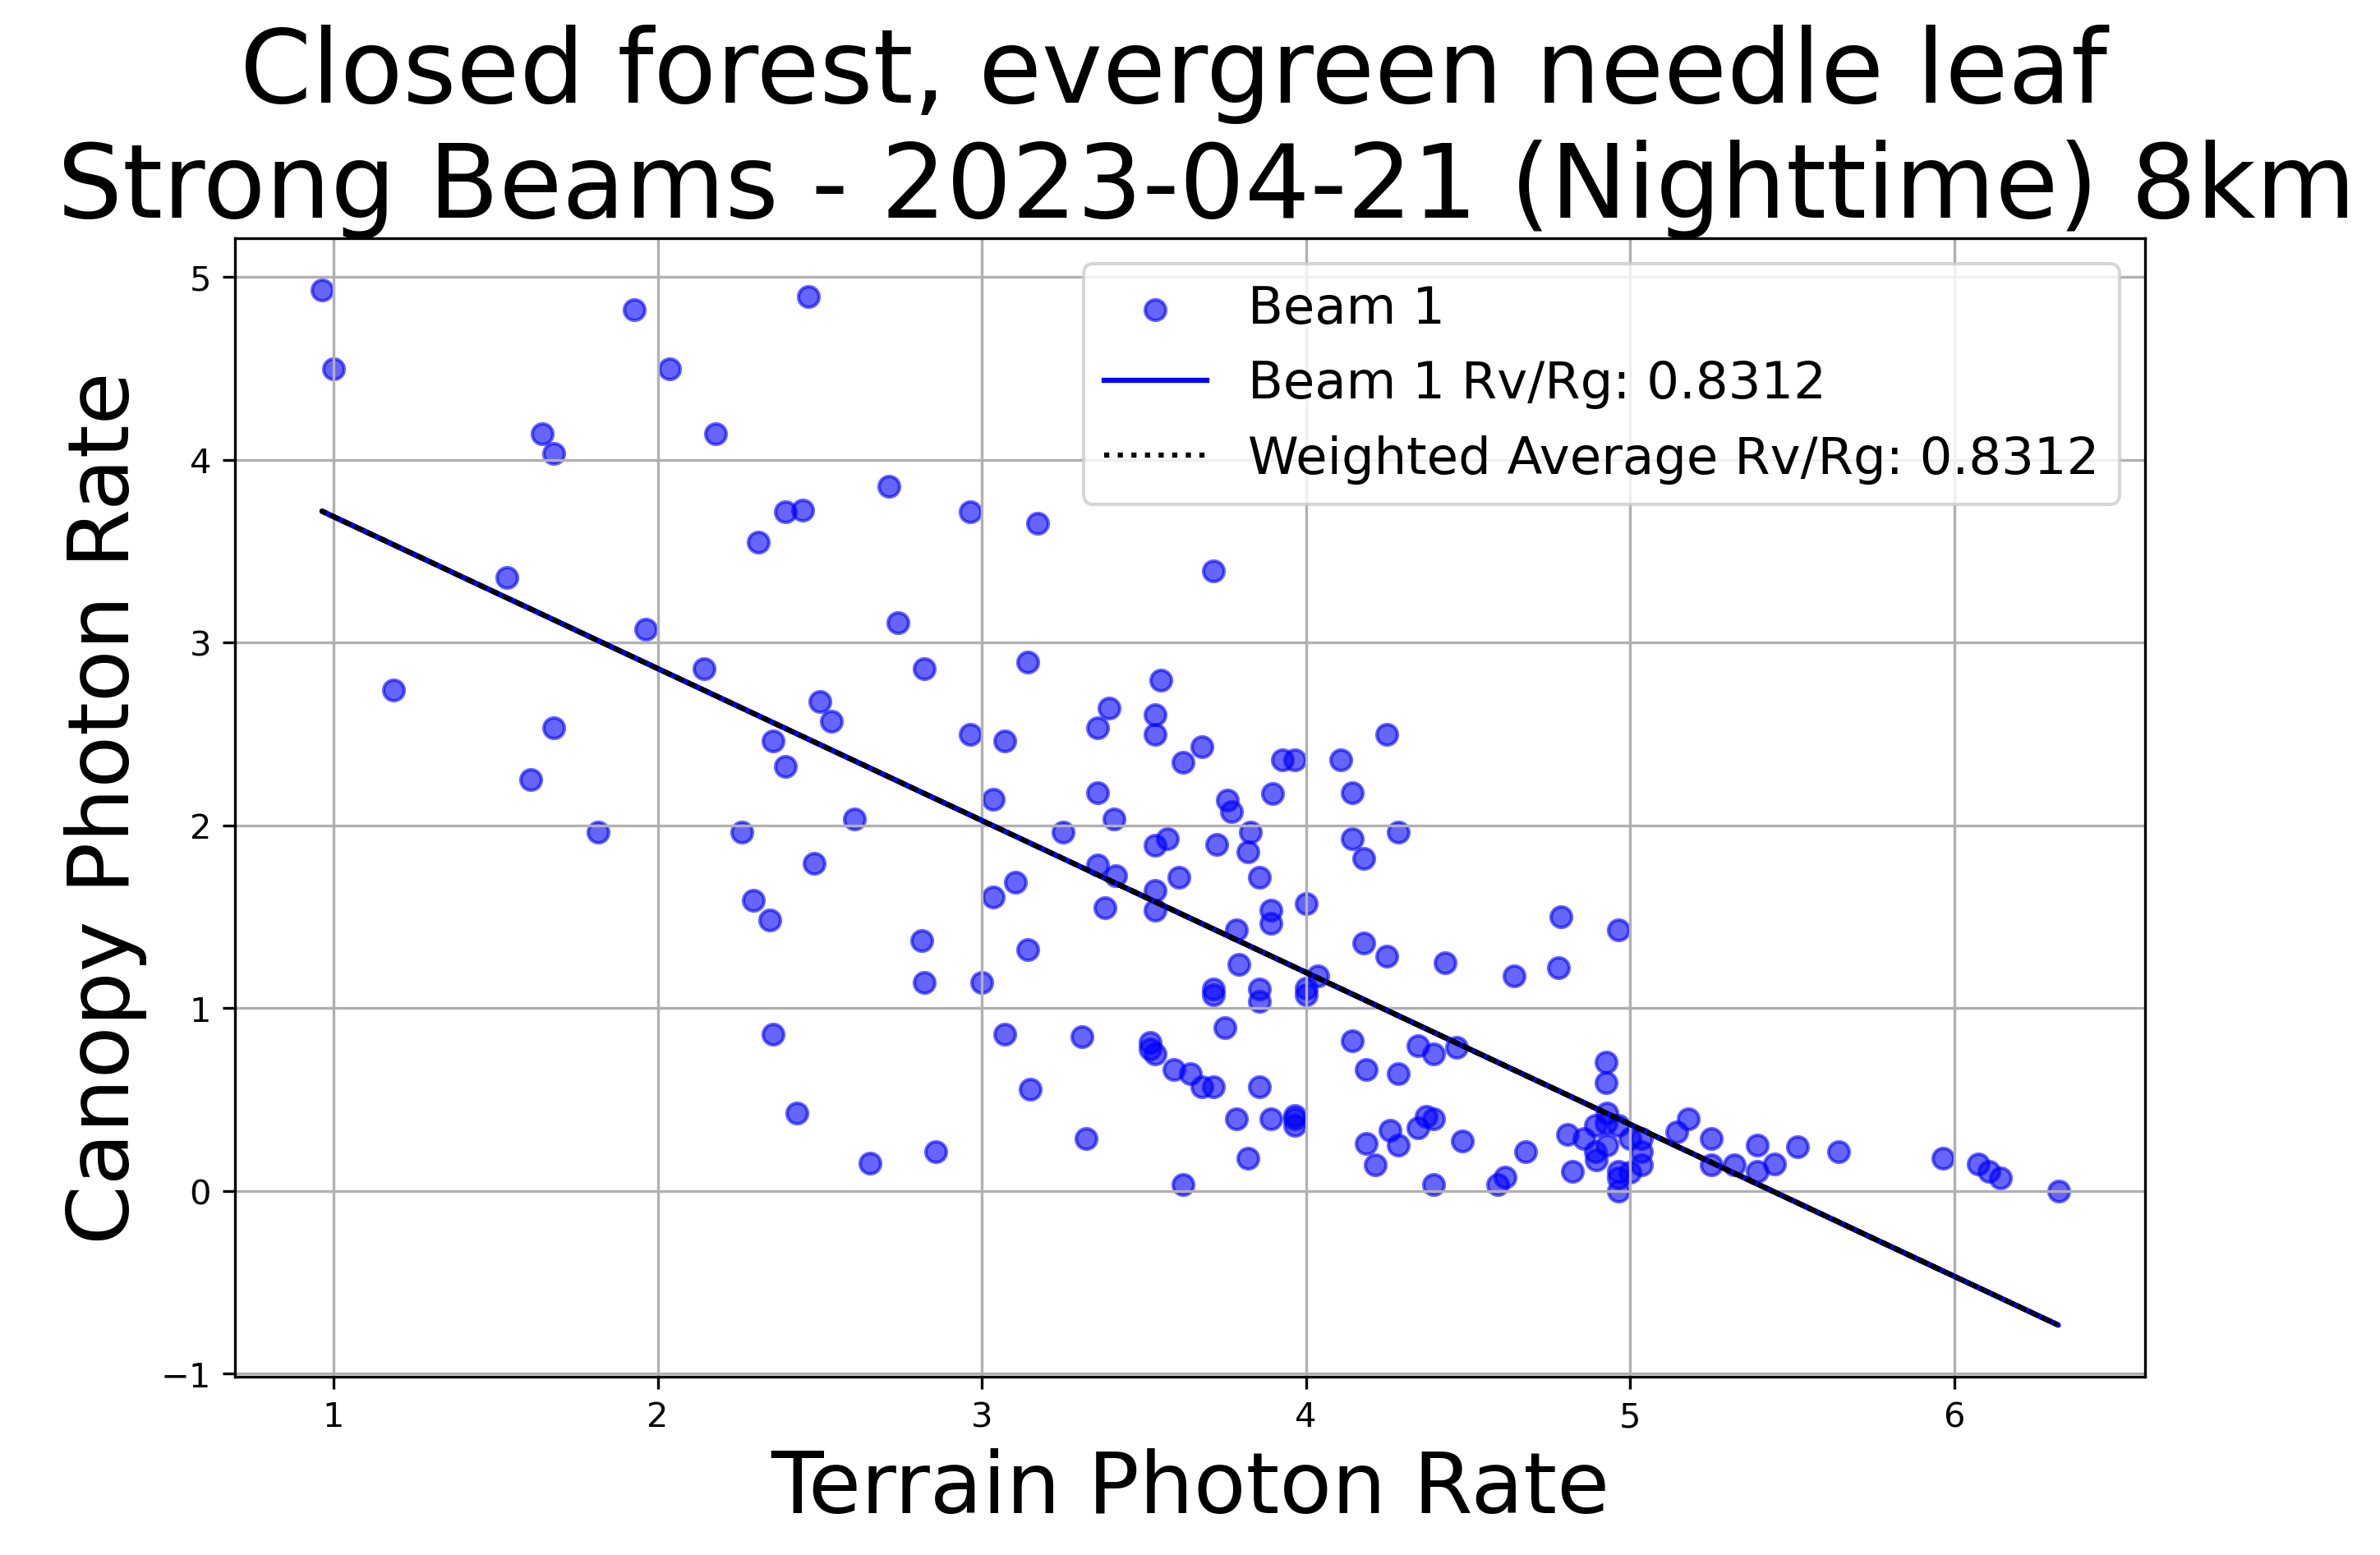 Closed forest, evergreen needle leaf
Strong Beams - 2023-04-21 (Nighttime) 8km
Beam 1
Beam 1 Rv/Rg: 0.8312
Weighted Average Rv/Rg: 0.8312
Canopy Photon Rate
5
4
3
2
1
0
−1
1 2 3 4 5 6
Terrain Photon Rate